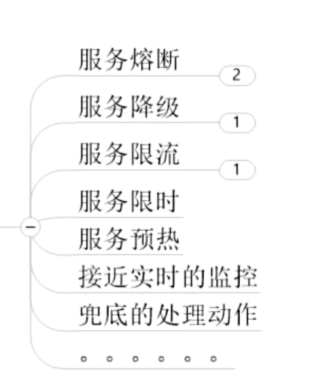 服务熔断 2
服务降级 1
服务限流 1
服务限时
服务预热
接近实时的监控
兜底的处理动作
。。。。。。